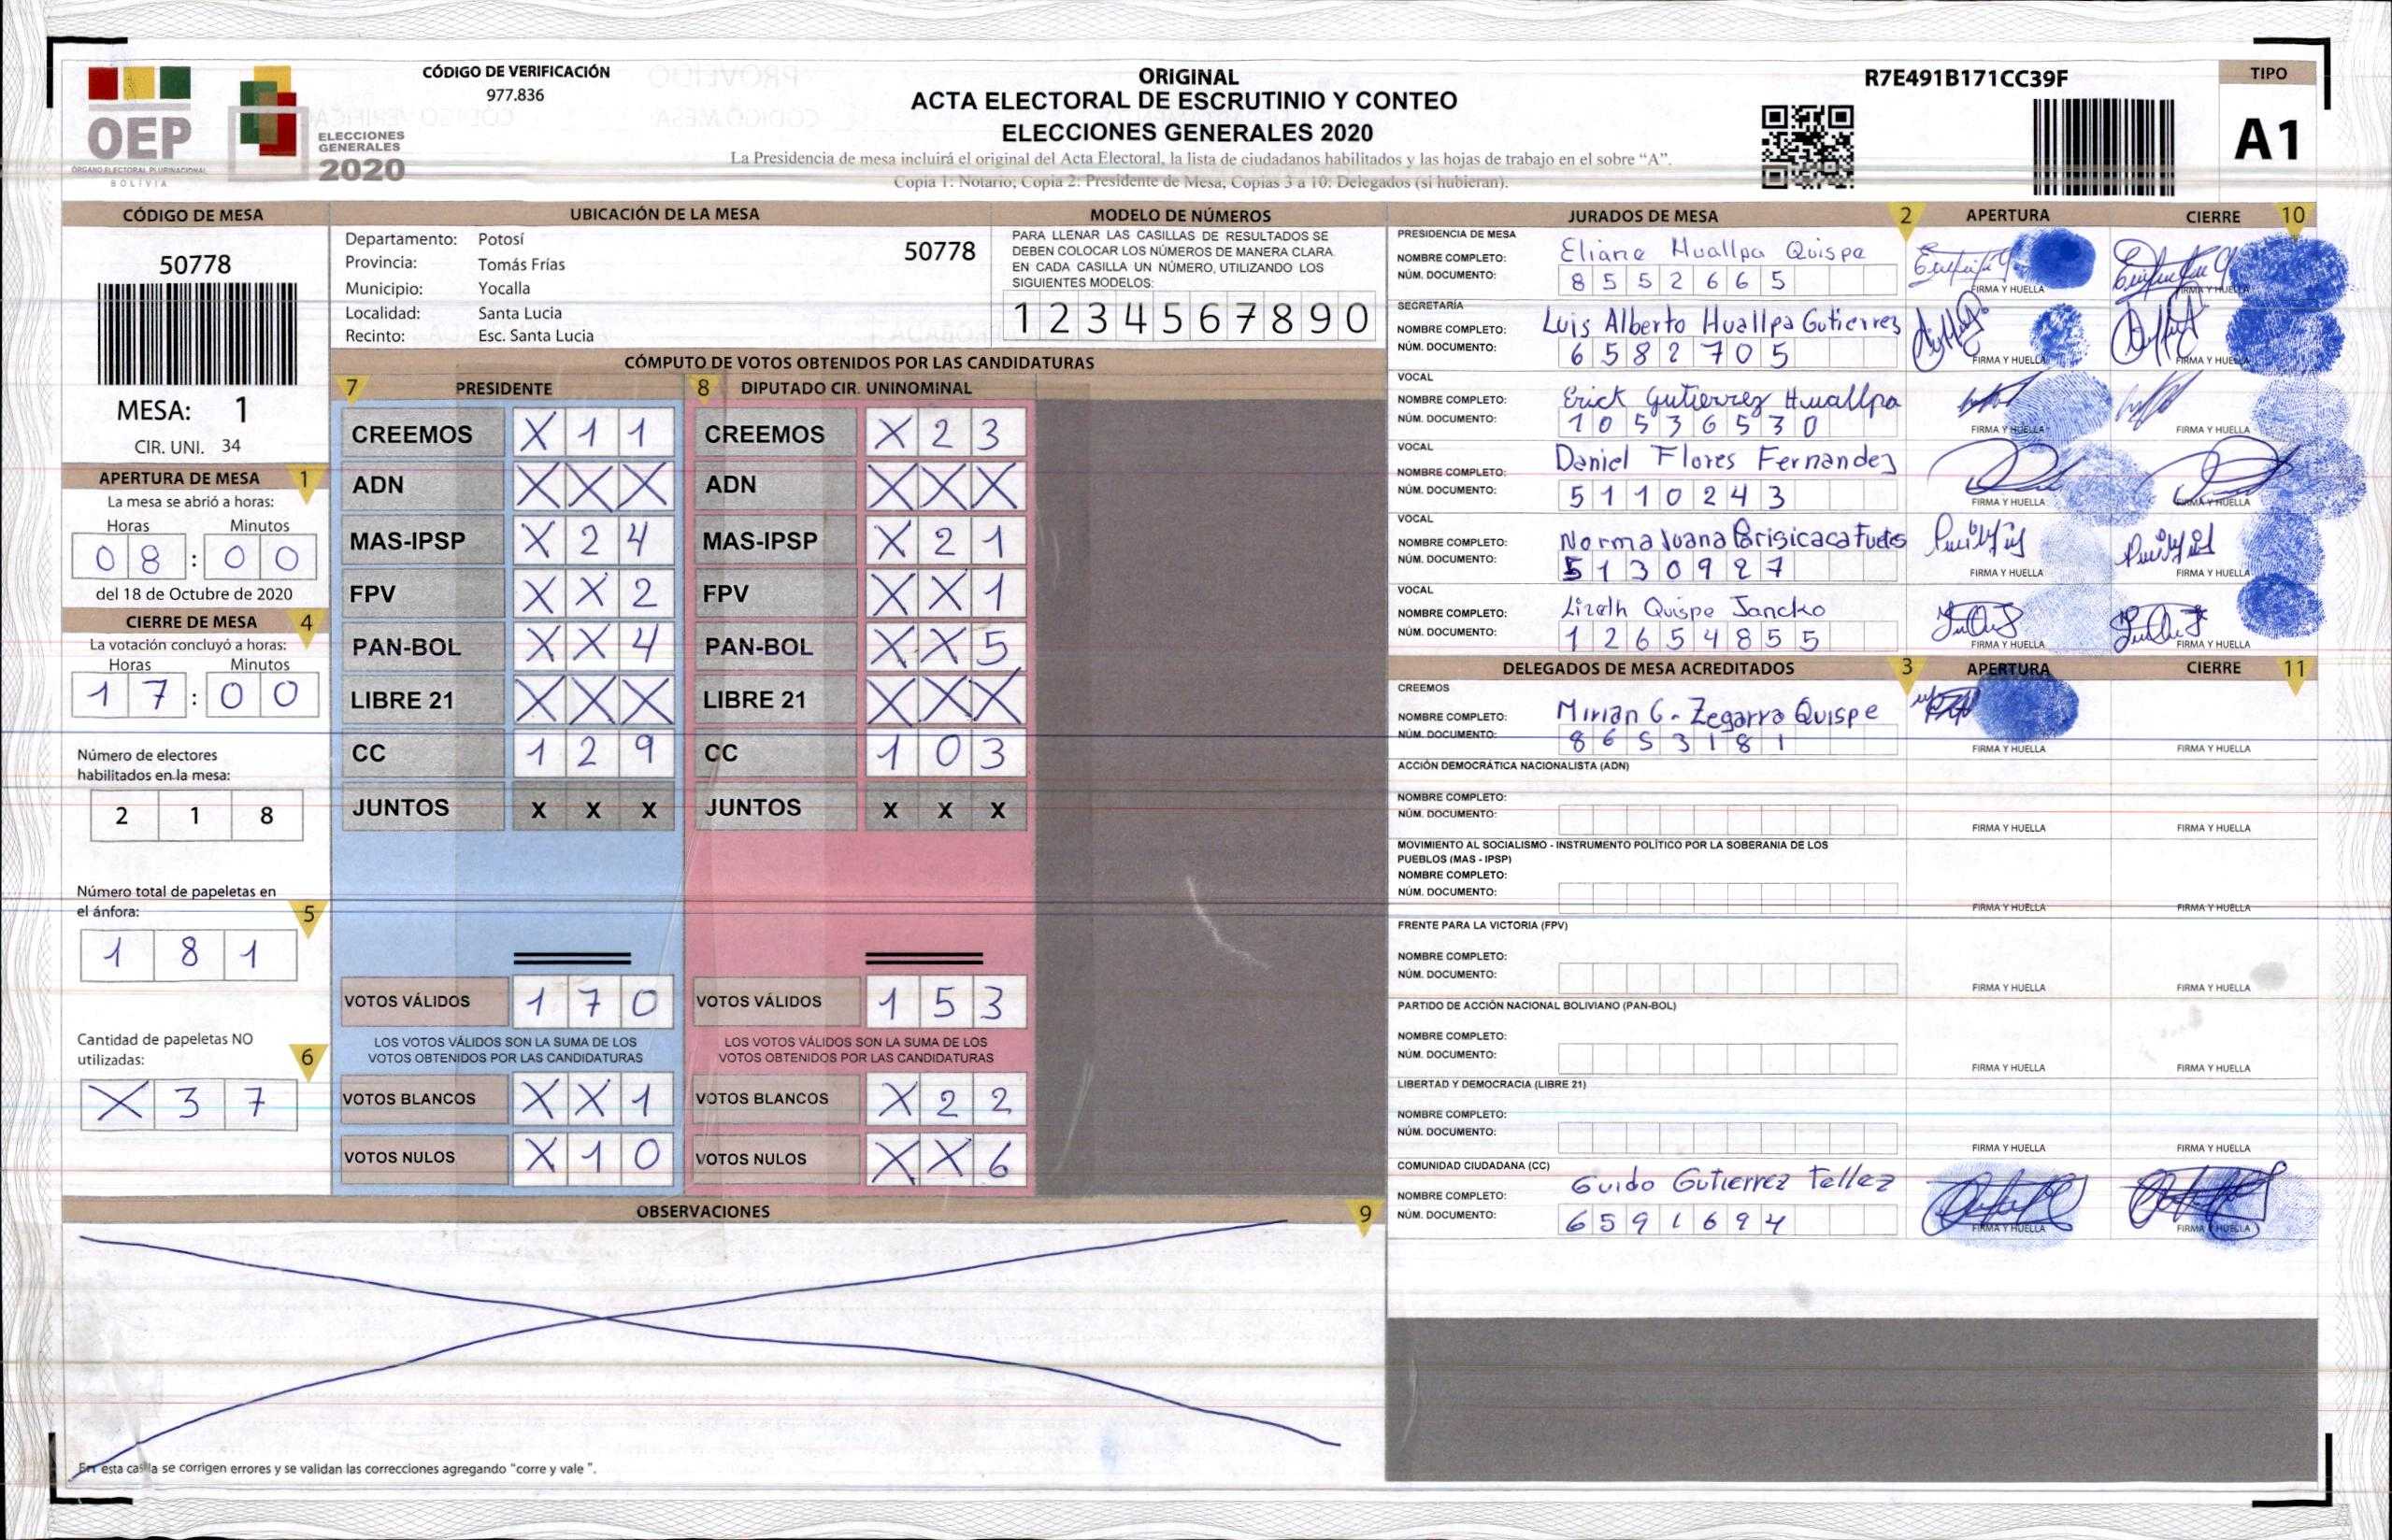 OEP
ÓRGANO ELECTORAL PLURINACIONAL
BOLIVIA
ELECCIONES
GENERALES
2020
CÓDIGO DE VERIFICACIÓN
977.836
ORIGINAL
ACTA ELECTORAL DE ESCRUTINIO Y CONTEO
ELECCIONES GENERALES 2020
La Presidencia de mesa incluirá el original del Acta Electoral, la lista de ciudadanos habilitados y las hojas de trabajo en el sobre “A”.
Copia 1: Notario; Copia 2: Presidente de Mesa; Copias 3 a 10: Delegados (si hubieran).
R7E491B171CC39F
TIPO
A1
CÓDIGO DE MESA
50778
MESA: 1
CIR. UNI. 34
APERTURA DE MESA 1
La mesa se abrió a horas:
Horas Minutos
0 8 : 0 0
del 18 de Octubre de 2020
CIERRE DE MESA 4
La votación concluyó a horas:
Horas Minutos
1 7 : 0 0
Número de electores
habilitados en la mesa:
2 1 8
Número total de papeletas en
el ánfora: 5
1 8 1
Cantidad de papeletas NO
utilizadas: 6
X 3 7
UBICACIÓN DE LA MESA
Departamento: Potosí 50778
Provincia: Tomás Frías
Municipio: Yocalla
Localidad: Santa Lucia
Recinto: Esc. Santa Lucia
MODELO DE NÚMEROS
PARA LLENAR LAS CASILLAS DE RESULTADOS SE
DEBEN COLOCAR LOS NÚMEROS DE MANERA CLARA
EN CADA CASILLA UN NÚMERO, UTILIZANDO LOS
SIGUIENTES MODELOS:
1 2 3 4 5 6 7 8 9 0
CÓMPUTO DE VOTOS OBTENIDOS POR LAS CANDIDATURAS
7 PRESIDENTE 8 DIPUTADO CIR. UNINOMINAL
CREEMOS X 1 1 CREEMOS X 2 3
ADN X X X ADN X X X
MAS-IPSP X 2 4 MAS-IPSP X 2 1
FPV X X 2 FPV X X 1
PAN-BOL X X 4 PAN-BOL X X 5
LIBRE 21 X X X LIBRE 21 X X X
CC 1 2 9 CC 1 0 3
JUNTOS X X X JUNTOS X X X
VOTOS VÁLIDOS 1 7 0 VOTOS VÁLIDOS 1 5 3
LOS VOTOS VÁLIDOS SON LA SUMA DE LOS LOS VOTOS VÁLIDOS SON LA SUMA DE LOS
VOTOS OBTENIDOS POR LAS CANDIDATURAS VOTOS OBTENIDOS POR LAS CANDIDATURAS
VOTOS BLANCOS X X 1 VOTOS BLANCOS X 2 2
VOTOS NULOS X 1 0 VOTOS NULOS X X 6
OBSERVACIONES 9
En esta casilla se corrigen errores y se validan las correcciones agregando "corre y vale ".
JURADOS DE MESA 2 APERTURA CIERRE 10
PRESIDENCIA DE MESA
NOMBRE COMPLETO: Eliana Huallpa Quispe
NÚM. DOCUMENTO: 8 5 5 2 6 6 5
FIRMA Y HUELLA FIRMA Y HUELLA
SECRETARÍA
NOMBRE COMPLETO: Luis Alberto Huallpa Gutierrez
NÚM. DOCUMENTO: 6 5 8 2 7 0 5
FIRMA Y HUELLA FIRMA Y HUELLA
VOCAL
NOMBRE COMPLETO: Erick Gutierrez Huallpa
NÚM. DOCUMENTO: 1 0 5 3 6 5 3 0
FIRMA Y HUELLA FIRMA Y HUELLA
VOCAL
NOMBRE COMPLETO: Daniel Flores Fernandez
NÚM. DOCUMENTO: 5 1 1 0 2 4 3
FIRMA Y HUELLA FIRMA Y HUELLA
VOCAL
NOMBRE COMPLETO: Norma Juana
NÚM. DOCUMENTO: 5 1 3 0 9 2 7
FIRMA Y HUELLA FIRMA Y HUELLA
VOCAL
NOMBRE COMPLETO: Lizeth Quispe Jancko
NÚM. DOCUMENTO: 1 2 6 5 4 8 5 5
FIRMA Y HUELLA FIRMA Y HUELLA
DELEGADOS DE MESA ACREDITADOS 3 APERTURA CIERRE 11
CREEMOS
NOMBRE COMPLETO: Mirian G. Zegarra Quispe
NÚM. DOCUMENTO: 8 6 5 3 1 8 1
FIRMA Y HUELLA FIRMA Y HUELLA
ACCIÓN DEMOCRÁTICA NACIONALISTA (ADN)
NOMBRE COMPLETO:
NÚM. DOCUMENTO:
FIRMA Y HUELLA FIRMA Y HUELLA
MOVIMIENTO AL SOCIALISMO - INSTRUMENTO POLÍTICO POR LA SOBERANIA DE LOS
PUEBLOS (MAS - IPSP)
NOMBRE COMPLETO:
NÚM. DOCUMENTO:
FIRMA Y HUELLA FIRMA Y HUELLA
FRENTE PARA LA VICTORIA (FPV)
NOMBRE COMPLETO:
NÚM. DOCUMENTO:
FIRMA Y HUELLA FIRMA Y HUELLA
PARTIDO DE ACCIÓN NACIONAL BOLIVIANO (PAN-BOL)
NOMBRE COMPLETO:
NÚM. DOCUMENTO:
FIRMA Y HUELLA FIRMA Y HUELLA
LIBERTAD Y DEMOCRACIA (LIBRE 21)
NOMBRE COMPLETO:
NÚM. DOCUMENTO:
FIRMA Y HUELLA FIRMA Y HUELLA
COMUNIDAD CIUDADANA (CC)
NOMBRE COMPLETO: Guido Gutierrez Tellez
NÚM. DOCUMENTO: 6 5 9 1 6 9 4
FIRMA Y HUELLA FIRMA Y HUELLA